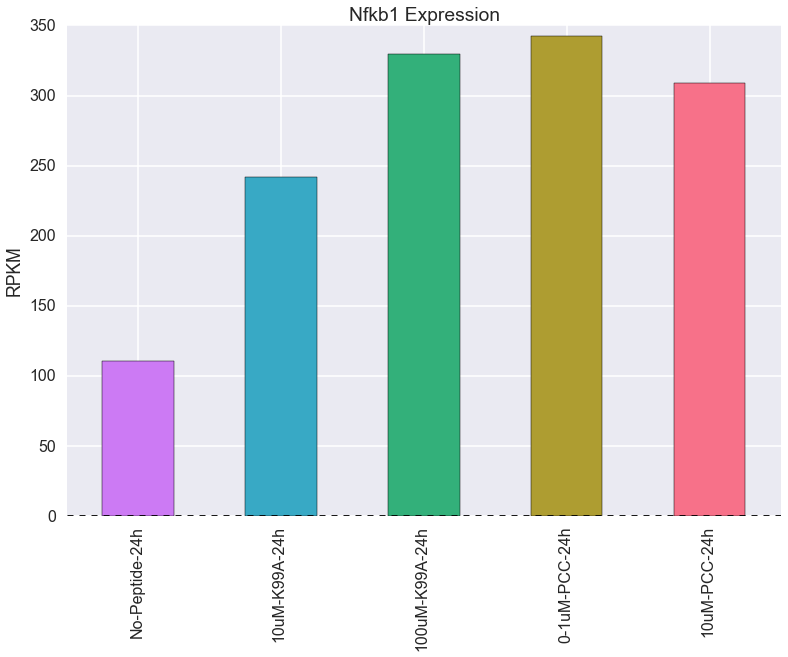 Nfkb1 Expression
RPKM
350
300
250
200
150
100
50
0
No-Peptide-24h
10uM-K99A-24h
100uM-K99A-24h
0-1uM-PCC-24h
10uM-PCC-24h